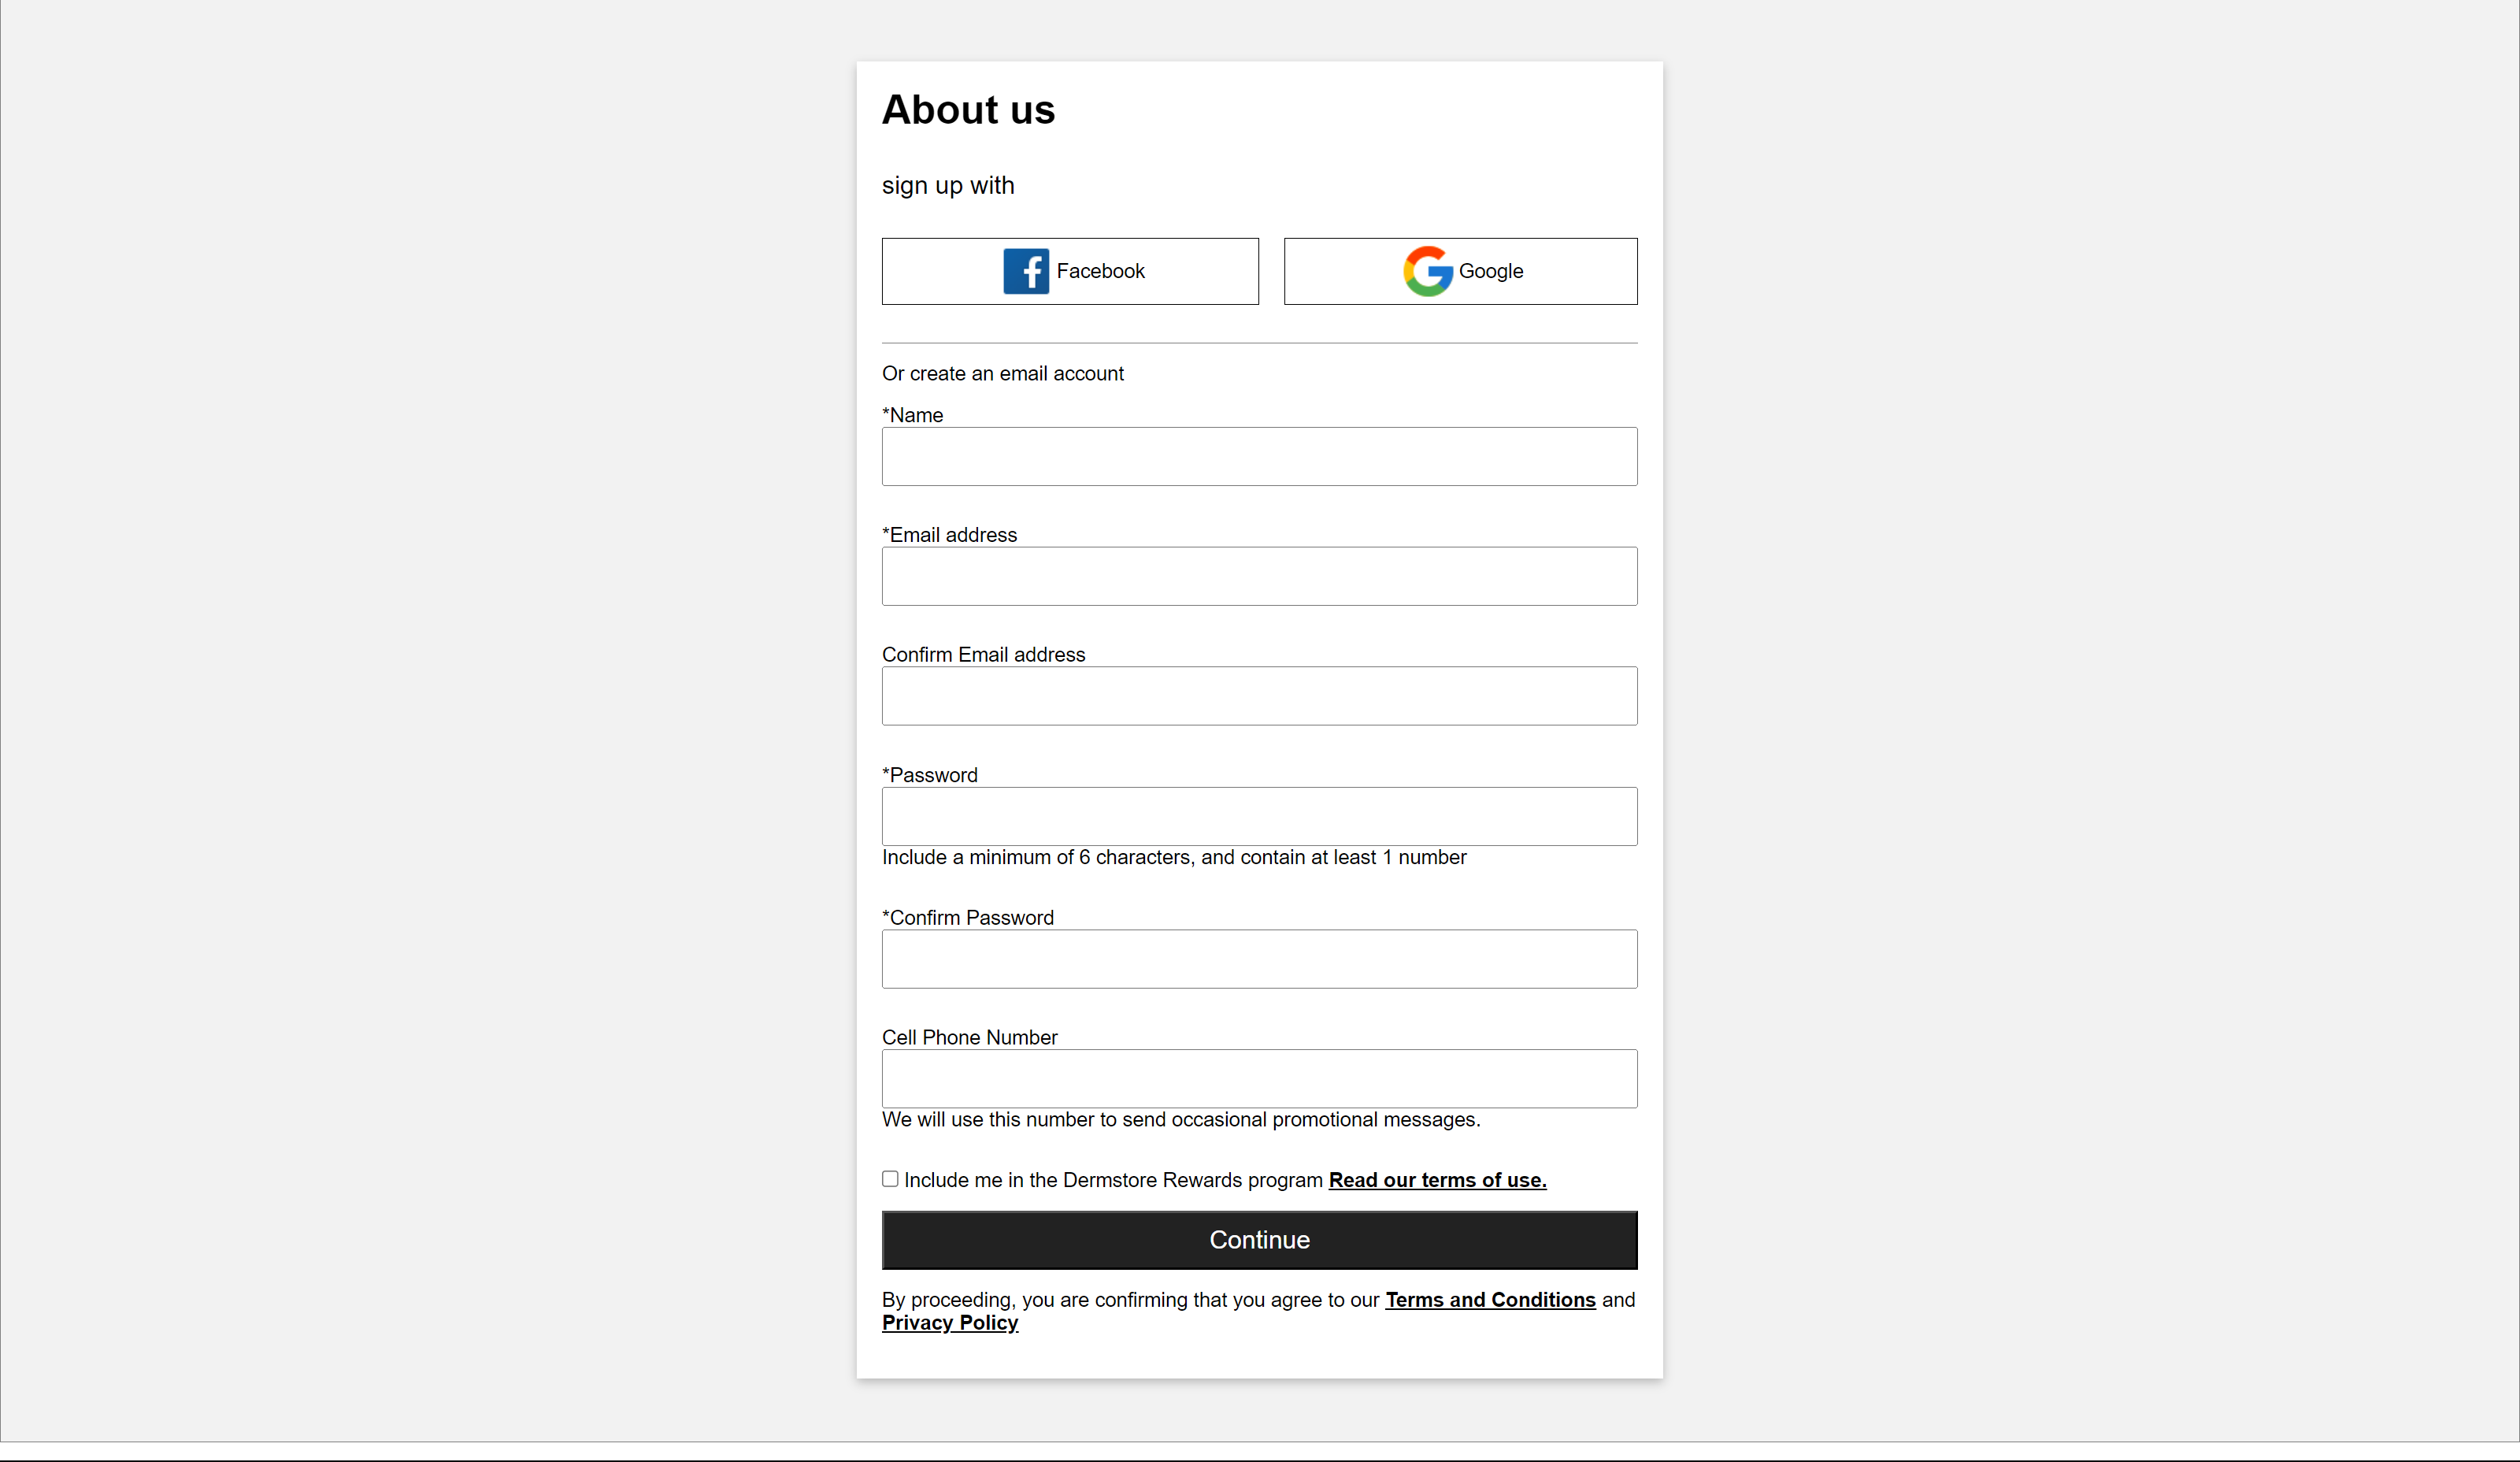 About us
sign up with
Facebook
Google
Or create an email account
*Name
*Email address
Confirm Email address
*Password
Include a minimum of 6 characters, and contain at least 1 number
*Confirm Password
Cell Phone Number
We will use this number to send occasional promotional messages.
Include me in the Dermstore Rewards program Read our terms of use.
Continue
By proceeding, you are confirming that you agree to our Terms and Conditions and
Privacy Policy